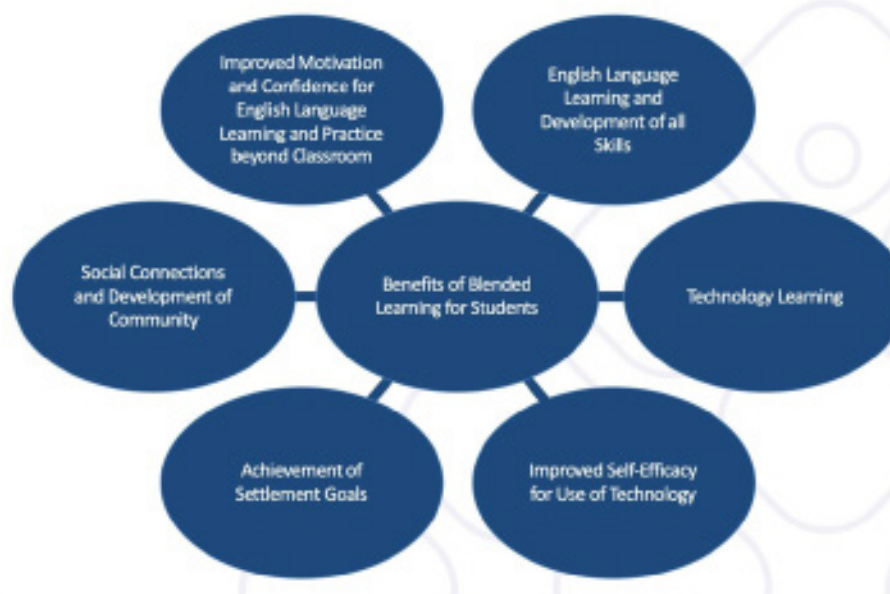 Improved Motivation
and Confidence for
English Language
Learning and Practice
beyond Classroom
English Language
Learning and
Development of all
Skills
Social Connections
and Development of
Community
Benefits of Blended
Learning for Students
Technology Learning
Achievement of
Settlement Goals
Improved Self-Efficacy
for Use of Technology